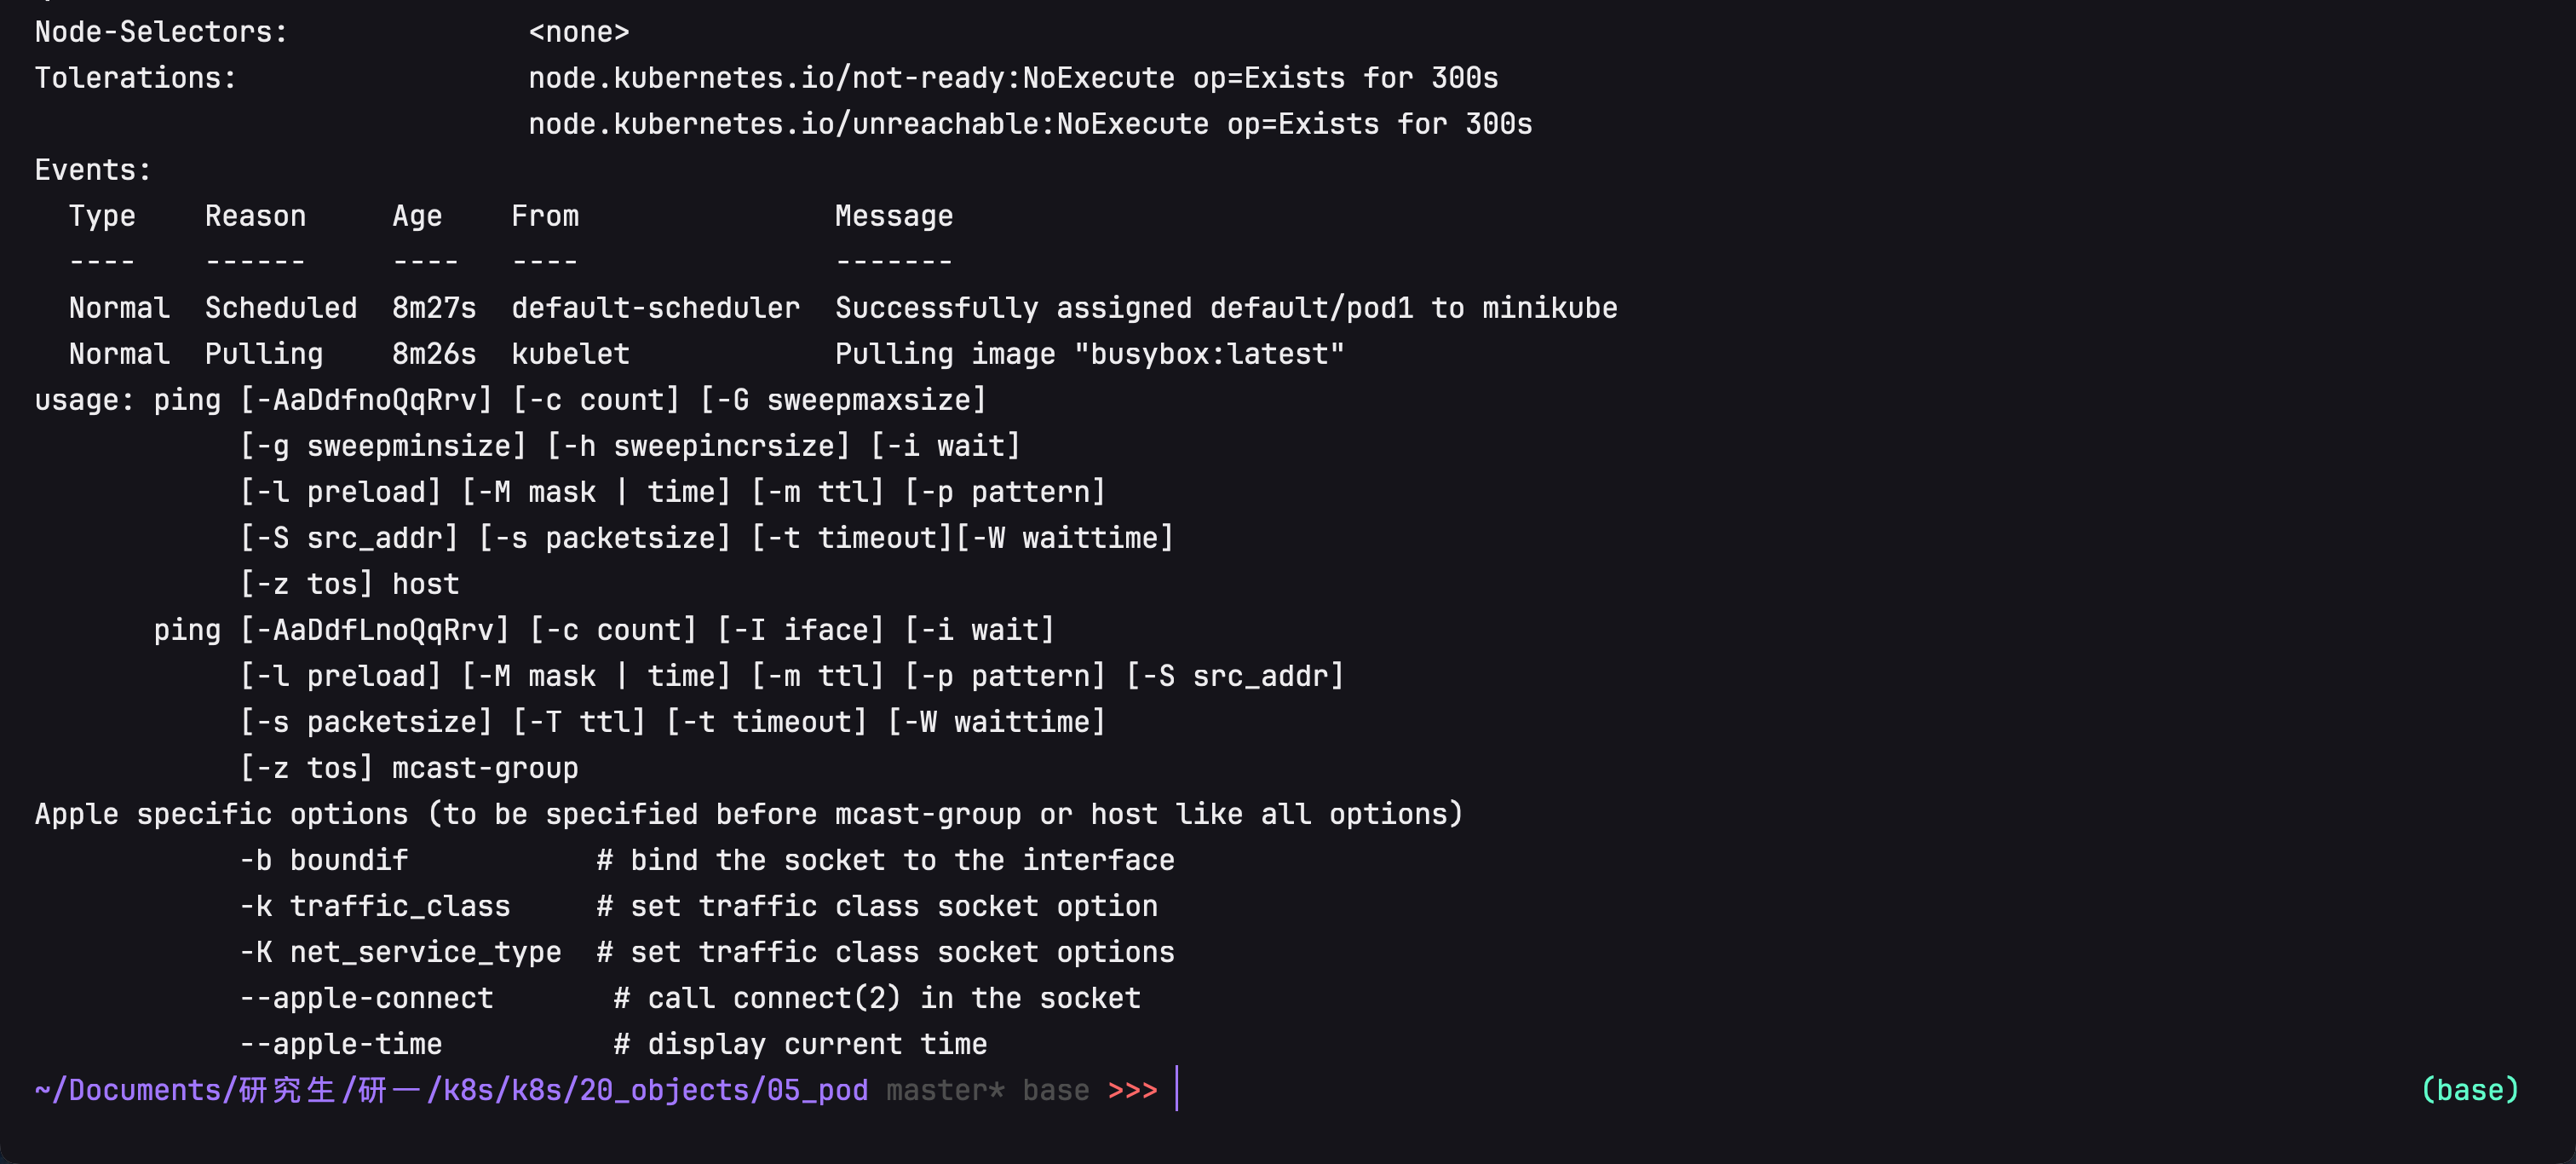 Node-Selectors:              <none>
Tolerations:                 node.kubernetes.io/not-ready:NoExecute op=Exists for 300s
                             node.kubernetes.io/unreachable:NoExecute op=Exists for 300s
Events:
  Type    Reason     Age   From               Message
  ----    ------     ----  ----               -------
  Normal  Scheduled  8m27s  default-scheduler  Successfully assigned default/pod1 to minikube
  Normal  Pulling    8m26s  kubelet            Pulling image "busybox:latest"
usage: ping [-AaDdfnoQqRrv] [-c count] [-G sweepmaxsize]
            [-g sweepminsize] [-h sweepincrsize] [-i wait]
            [-l preload] [-M mask | time] [-m ttl] [-p pattern]
            [-S src_addr] [-s packetsize] [-t timeout][-W waittime]
            [-z tos] host
       ping [-AaDdfLnoQqRrv] [-c count] [-I iface] [-i wait]
            [-l preload] [-M mask | time] [-m ttl] [-p pattern] [-S src_addr]
            [-s packetsize] [-T ttl] [-t timeout] [-W waittime]
            [-z tos] mcast-group
Apple specific options (to be specified before mcast-group or host like all options)
            -b boundif           # bind the socket to the interface
            -k traffic_class     # set traffic class socket option
            -K net_service_type  # set traffic class socket options
            --apple-connect       # call connect(2) in the socket
            --apple-time          # display current time
~/Documents/研究生/研一/k8s/k8s/20_objects/05_pod master* base >>> (base)